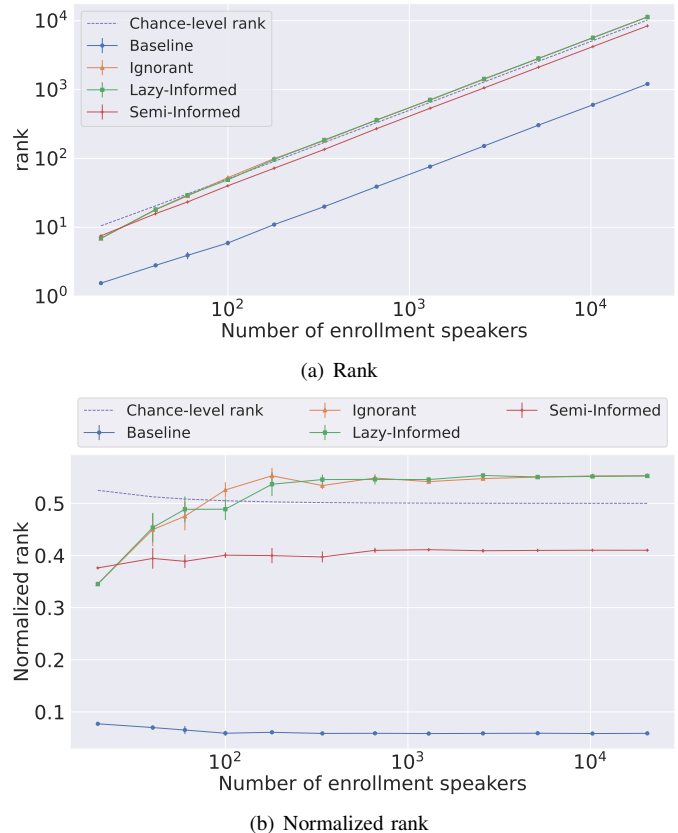 10^4
10^3
10^2
10^1
10^0
rank
Chance-level rank
Baseline
Ignorant
Lazy-Informed
Semi-Informed
10^2 10^3 10^4
Number of enrollment speakers
(a) Rank
Chance-level rank Ignorant Semi-Informed
Baseline Lazy-Informed
0.5
0.4
0.3
0.2
0.1
Normalized rank
10^2 10^3 10^4
Number of enrollment speakers
(b) Normalized rank